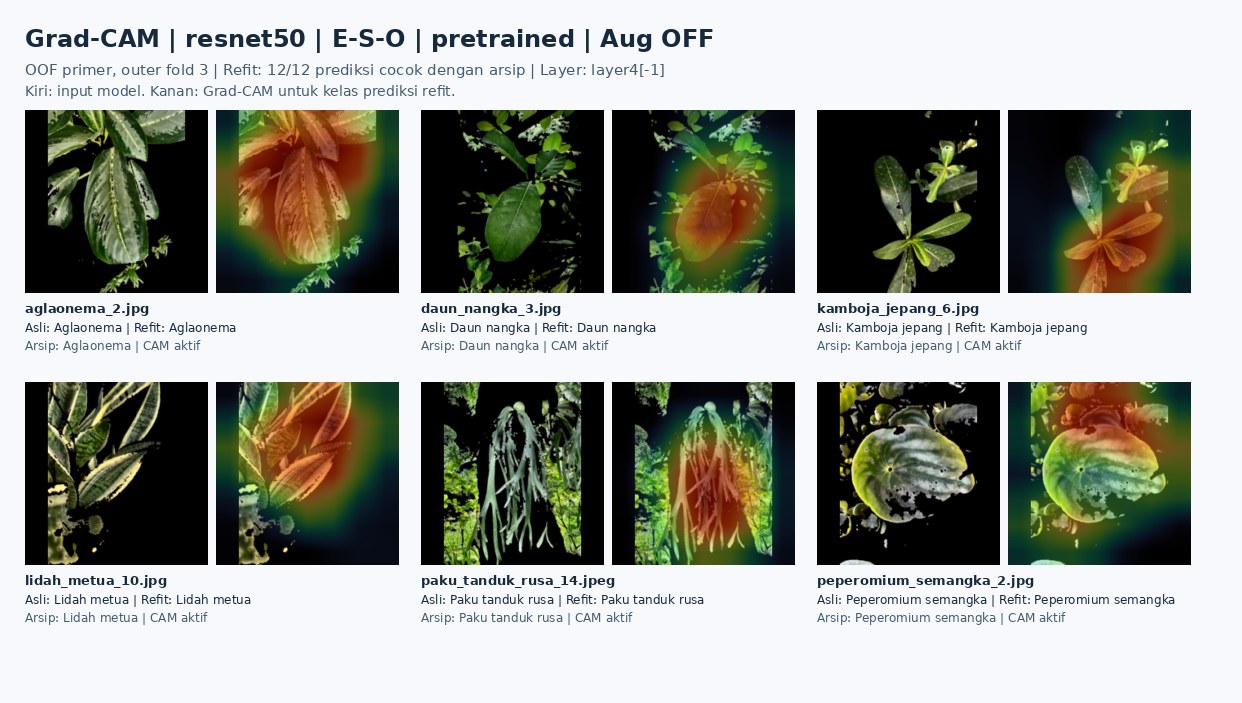 Grad-CAM | resnet50 | E-S-O | pretrained | Aug OFF
OOF primer, outer fold 3 | Refit: 12/12 prediksi cocok dengan arsip | Layer: layer4[-1]
Kiri: input model. Kanan: Grad-CAM untuk kelas prediksi refit.
aglaonema_2.jpg
Asli: Aglaonema | Refit: Aglaonema
Arsip: Aglaonema | CAM aktif
daun_nangka_3.jpg
Asli: Daun nangka | Refit: Daun nangka
Arsip: Daun nangka | CAM aktif
kamboja_jepang_6.jpg
Asli: Kamboja jepang | Refit: Kamboja jepang
Arsip: Kamboja jepang | CAM aktif
lidah_metua_10.jpg
Asli: Lidah metua | Refit: Lidah metua
Arsip: Lidah metua | CAM aktif
paku_tanduk_rusa_14.jpeg
Asli: Paku tanduk rusa | Refit: Paku tanduk rusa
Arsip: Paku tanduk rusa | CAM aktif
peperomium_semangka_2.jpg
Asli: Peperomium semangka | Refit: Peperomium semangka
Arsip: Peperomium semangka | CAM aktif